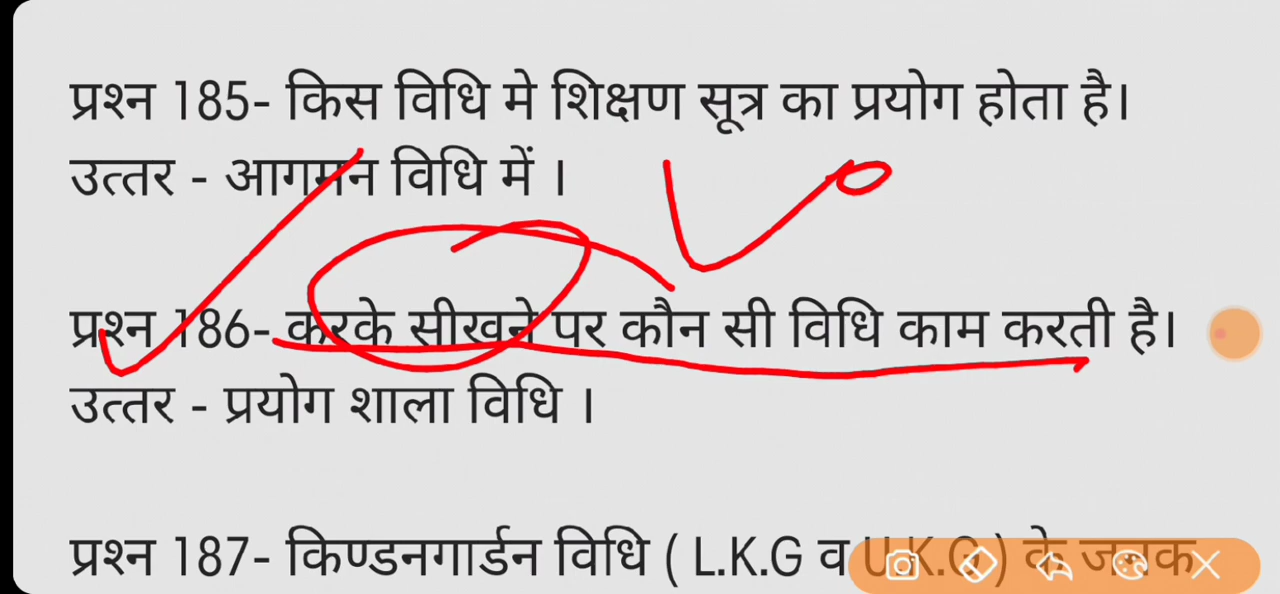 प्रश्न 185- किस विधि मे शिक्षण सूत्र का प्रयोग होता है।
उत्तर - आगमन विधि में ।
प्रश्न 186- करके सीखने पर कौन सी विधि काम करती है।
उत्तर - प्रयोग शाला विधि ।
प्रश्न 187- किण्डनगार्डन विधि ( L.K.G व U.K.G ) के जनक